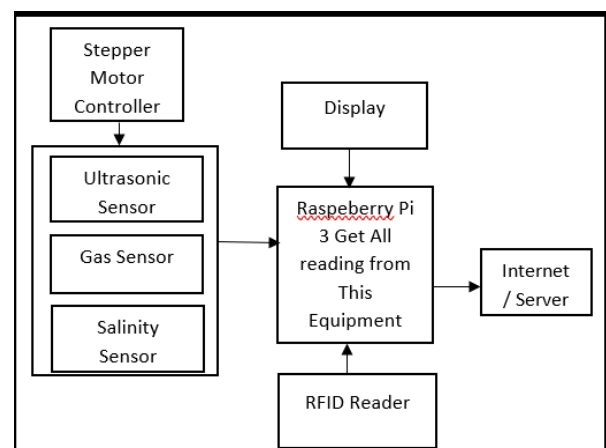 Stepper
Motor
Controller
Ultrasonic
Sensor
Gas Sensor
Salinity
Sensor
Display
Raspeberry Pi
3 Get All
reading from
This
Equipment
RFID Reader
Internet
/ Server